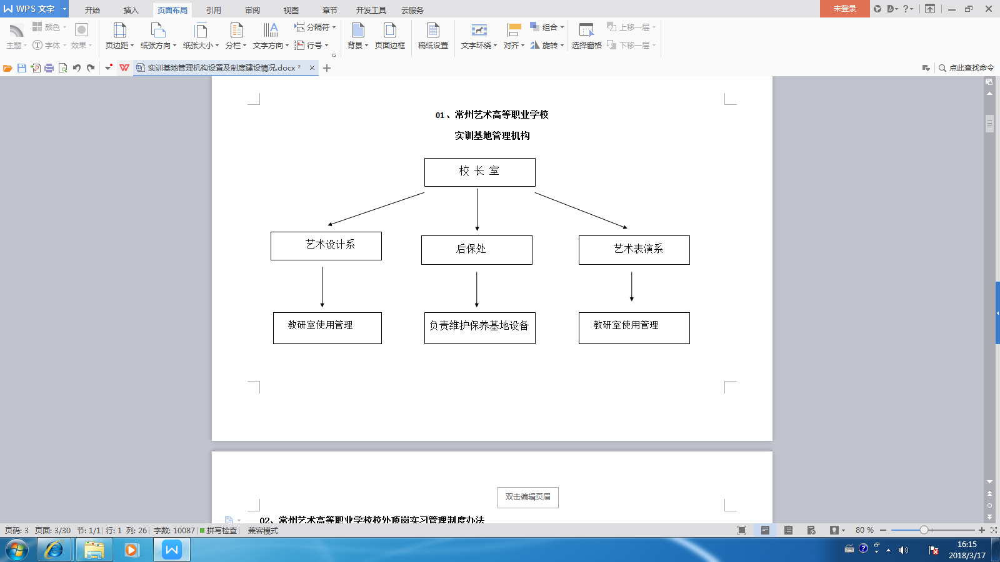 WPS 文字 开始 插入 页面布局 引用 审阅 视图 章节 开发工具 云服务 未登录
颜色 分隔符 组合 上移一层
主题 字体 效果 页边距 纸张方向 纸张大小 分栏 文字方向 行号 背景 页面边框 稿纸设置 文字环绕 对齐 旋转 选择窗格 下移一层
实训基地管理机构设置及制度建设情况.docx * 点此查找命令
01、常州艺术高等职业学校
实训基地管理机构
校 长 室
艺术设计系 后保处 艺术表演系
教研室使用管理 负责维护保养基地设备 教研室使用管理
双击编辑页眉
02、常州艺术高等职业学校校外顶岗实习管理制度办法
页码: 3 页面: 3/30 节: 1/1 行: 1 列: 26 字数: 10087 拼写检查 兼容模式 80 %
16:15
2018/3/17